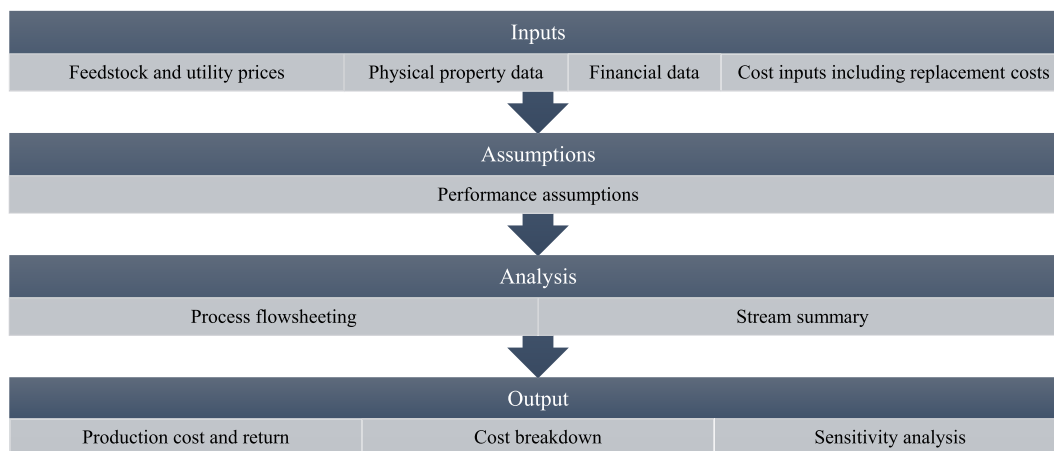 Inputs
Feedstock and utility prices Physical property data Financial data Cost inputs including replacement costs
Assumptions
Performance assumptions
Analysis
Process flowsheeting Stream summary
Output
Production cost and return Cost breakdown Sensitivity analysis